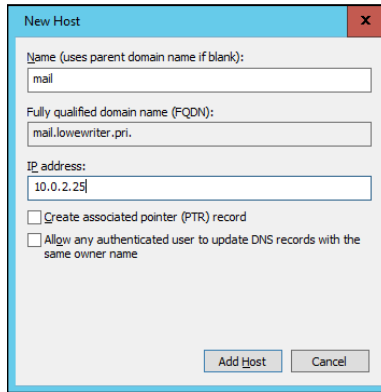 New Host
x
Name (uses parent domain name if blank):
mail
Fully qualified domain name (FQDN):
mail.lowewriter.pri.
IP address:
10.0.2.25
Create associated pointer (PTR) record
Allow any authenticated user to update DNS records with the
same owner name
Add Host Cancel